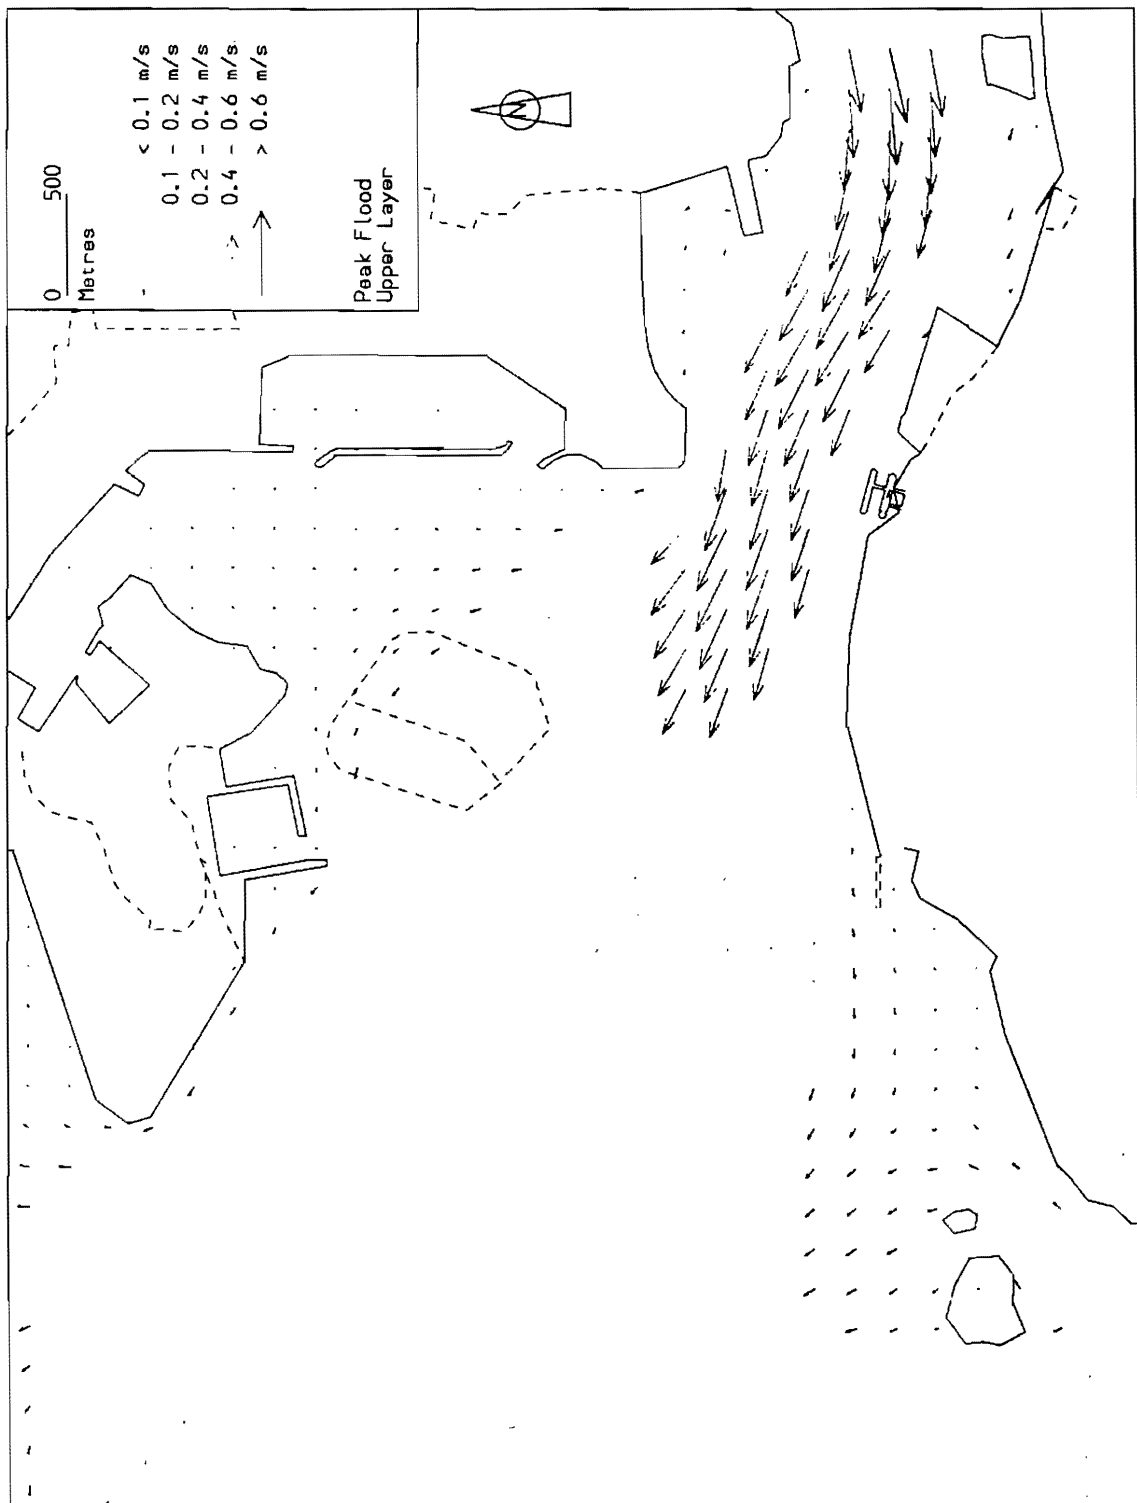 0 500
Metres
< 0.1 m/s
0.1 - 0.2 m/s
0.2 - 0.4 m/s
0.4 - 0.6 m/s
> 0.6 m/s
Peak Flood
Upper Layer
N